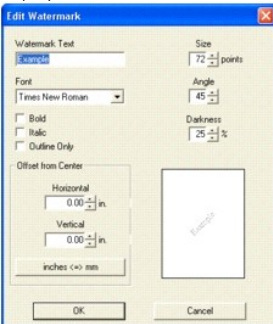 Edit Watermark
Watermark Text
Example
Font
Times New Roman
Bold
Italic
Outline Only
Size
72 points
Angle
45
Darkness
25 %
Offset from Center
Horizontal
0.00 in.
Vertical
0.00 in.
inches <=> mm
Example
OK
Cancel